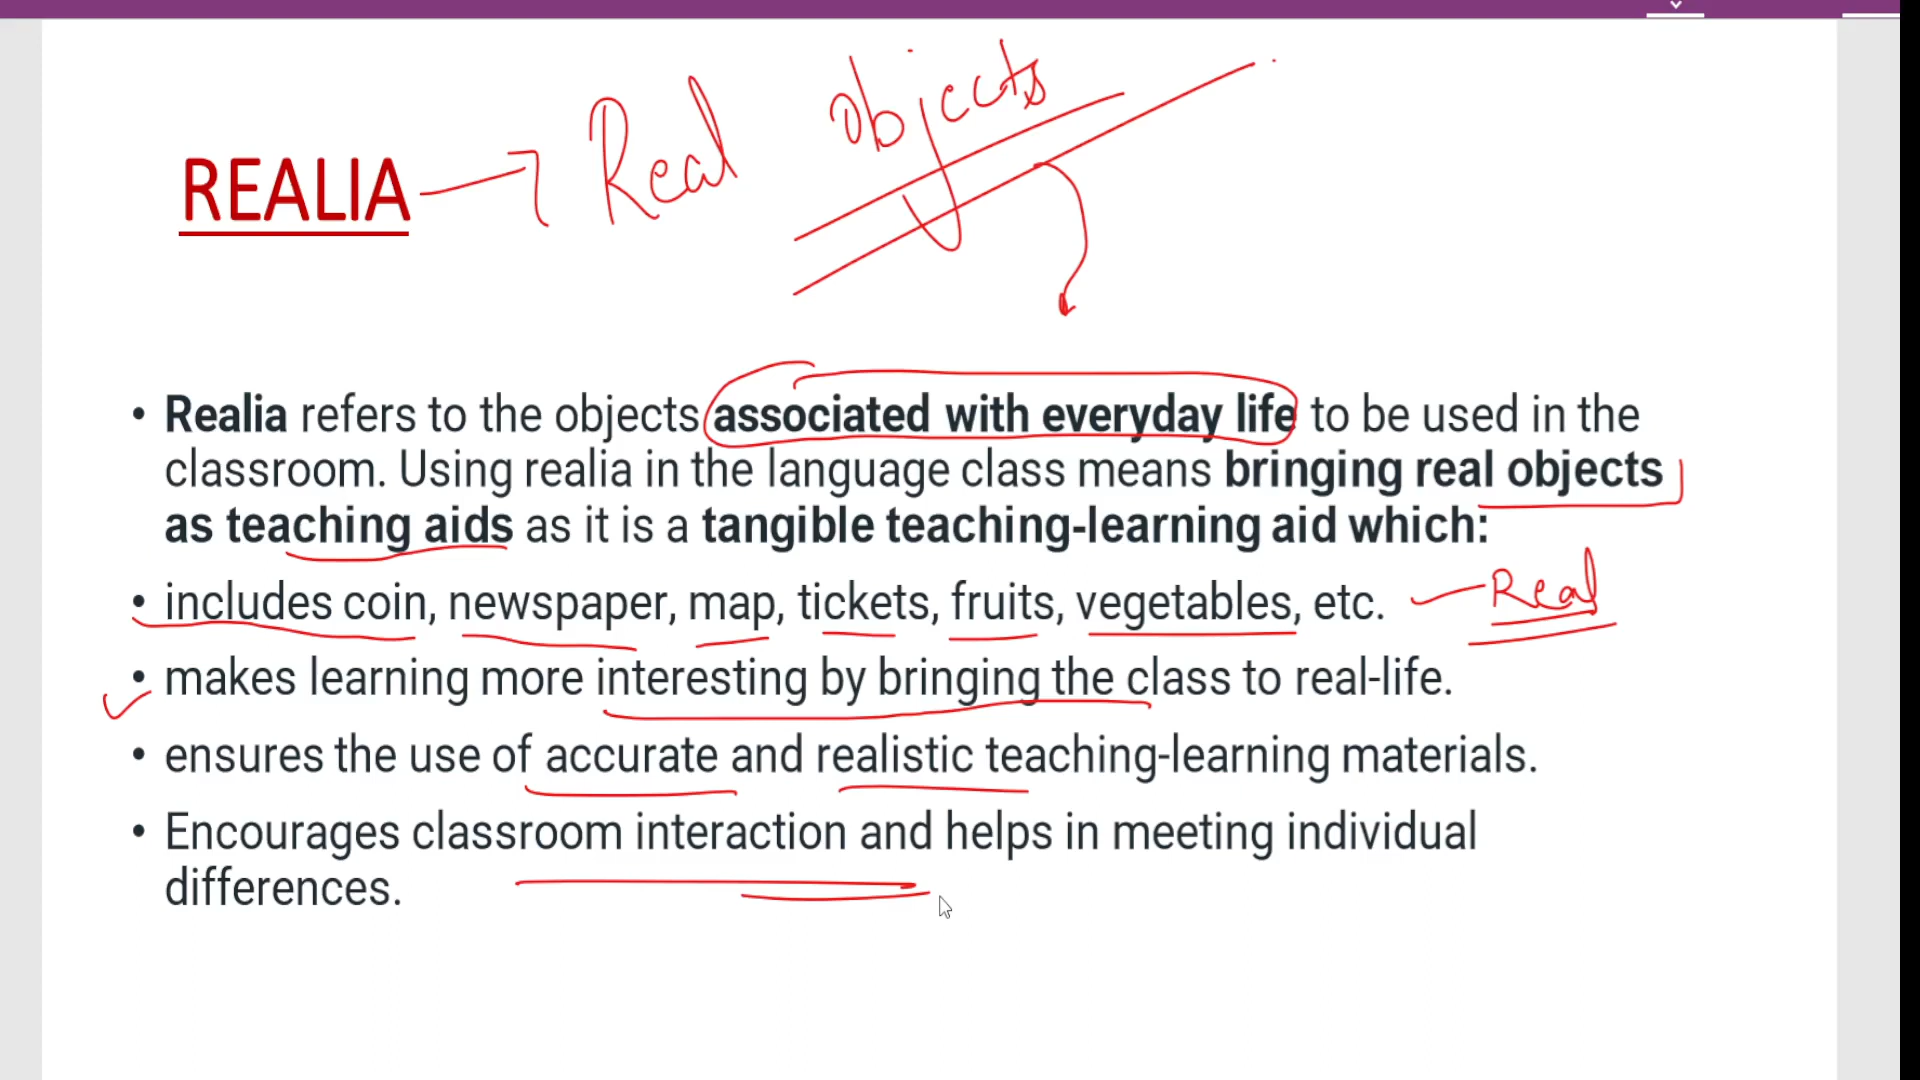 Real objects
REALIA
• Realia refers to the objects associated with everyday life to be used in the
classroom. Using realia in the language class means bringing real objects
as teaching aids as it is a tangible teaching-learning aid which:
• includes coin, newspaper, map, tickets, fruits, vegetables, etc. Real
• makes learning more interesting by bringing the class to real-life.
• ensures the use of accurate and realistic teaching-learning materials.
• Encourages classroom interaction and helps in meeting individual
differences.